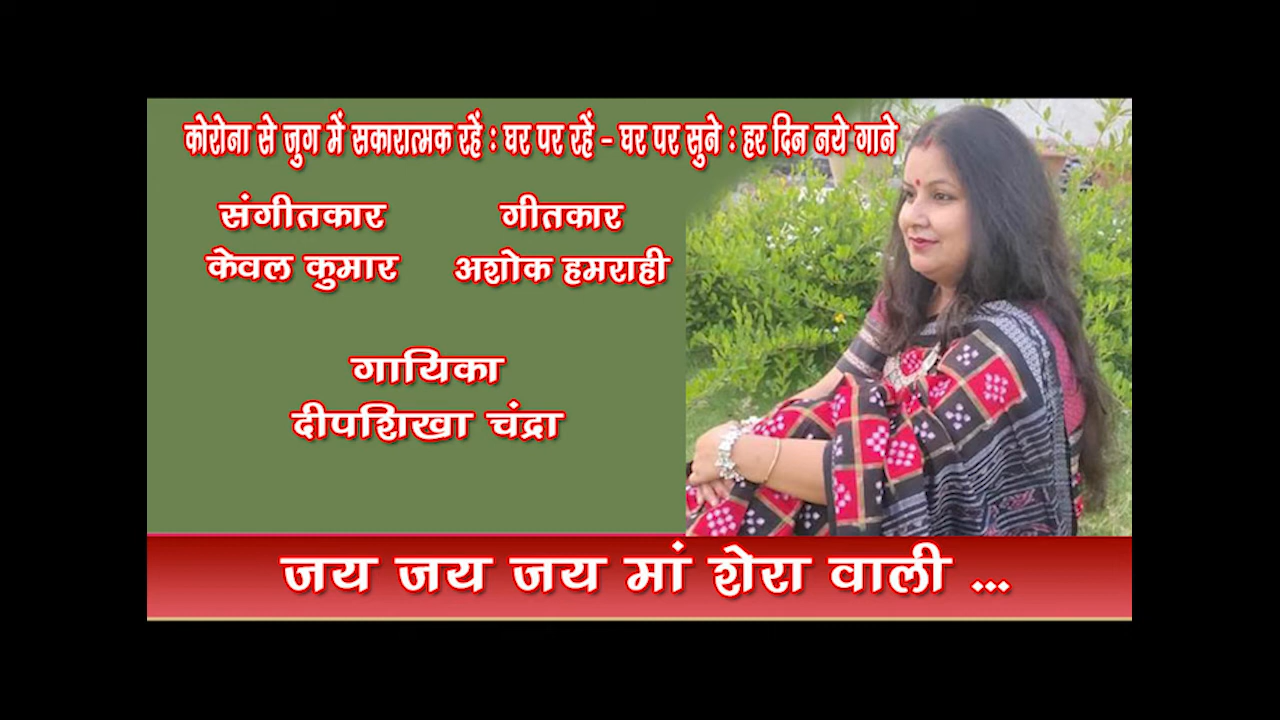 कोरोना से जुग में सकारात्मक रहें : घर पर रहें - घर पर सुने : हर दिन नये गाने
संगीतकार
केवल कुमार
गीतकार
अशोक हमराही
गायिका
दीपशिखा चंद्रा
जय जय जय मां शेरा वाली ...